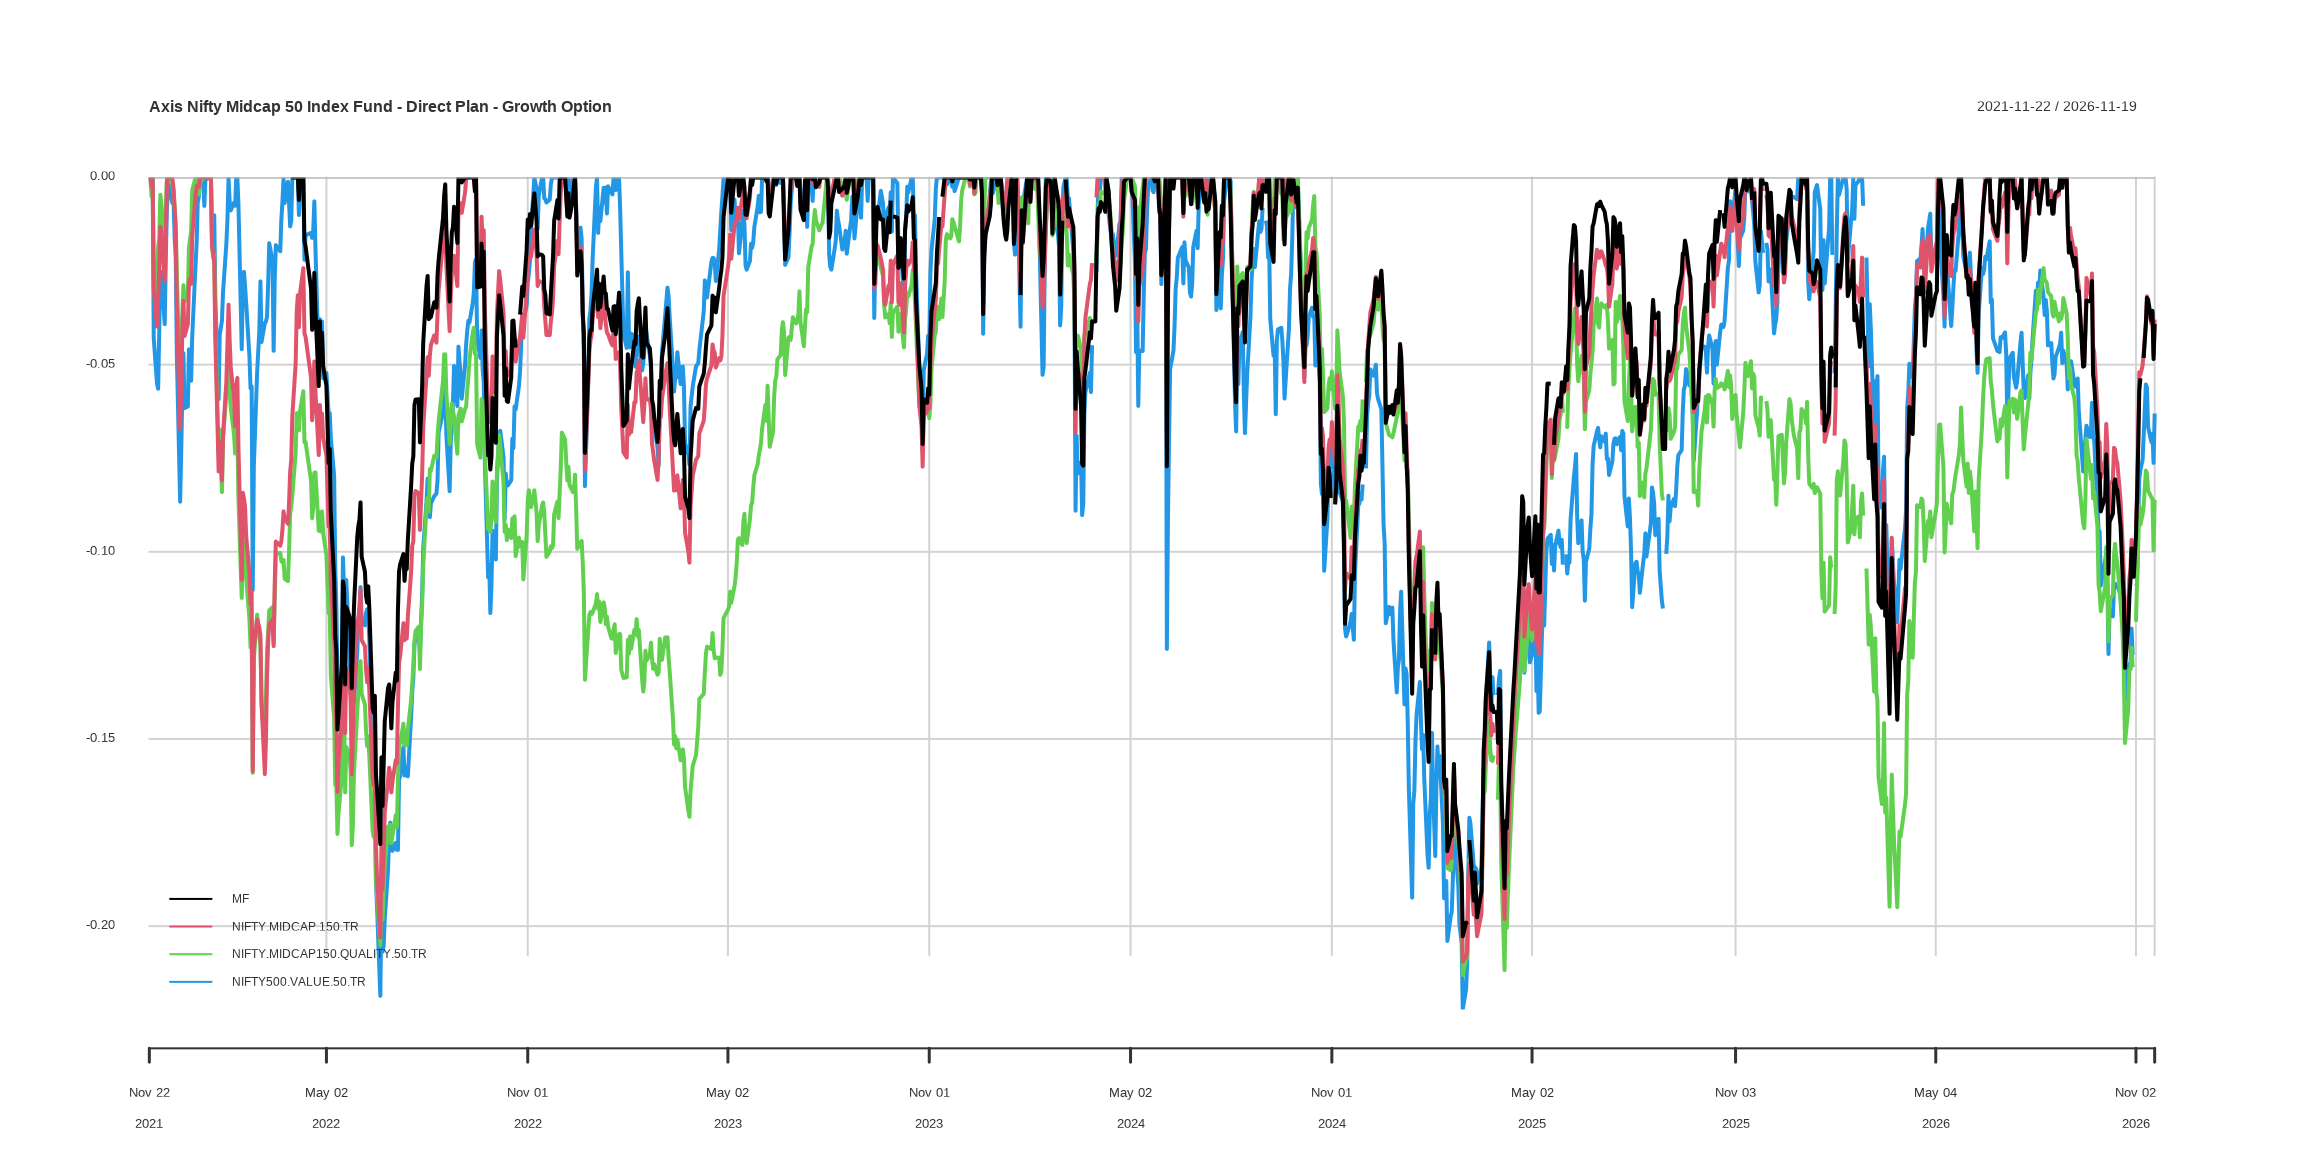 Axis Nifty Midcap 50 Index Fund - Direct Plan - Growth Option
2021-11-22 / 2026-11-19
0.00
-0.05
-0.10
-0.15
-0.20
MF
NIFTY.MIDCAP.150.TR
NIFTY.MIDCAP150.QUALITY.50.TR
NIFTY500.VALUE.50.TR
Nov 22 May 02 Nov 01 May 02 Nov 01 May 02 Nov 01 May 02 Nov 03 May 04 Nov 02
2021 2022 2022 2023 2023 2024 2024 2025 2025 2026 2026